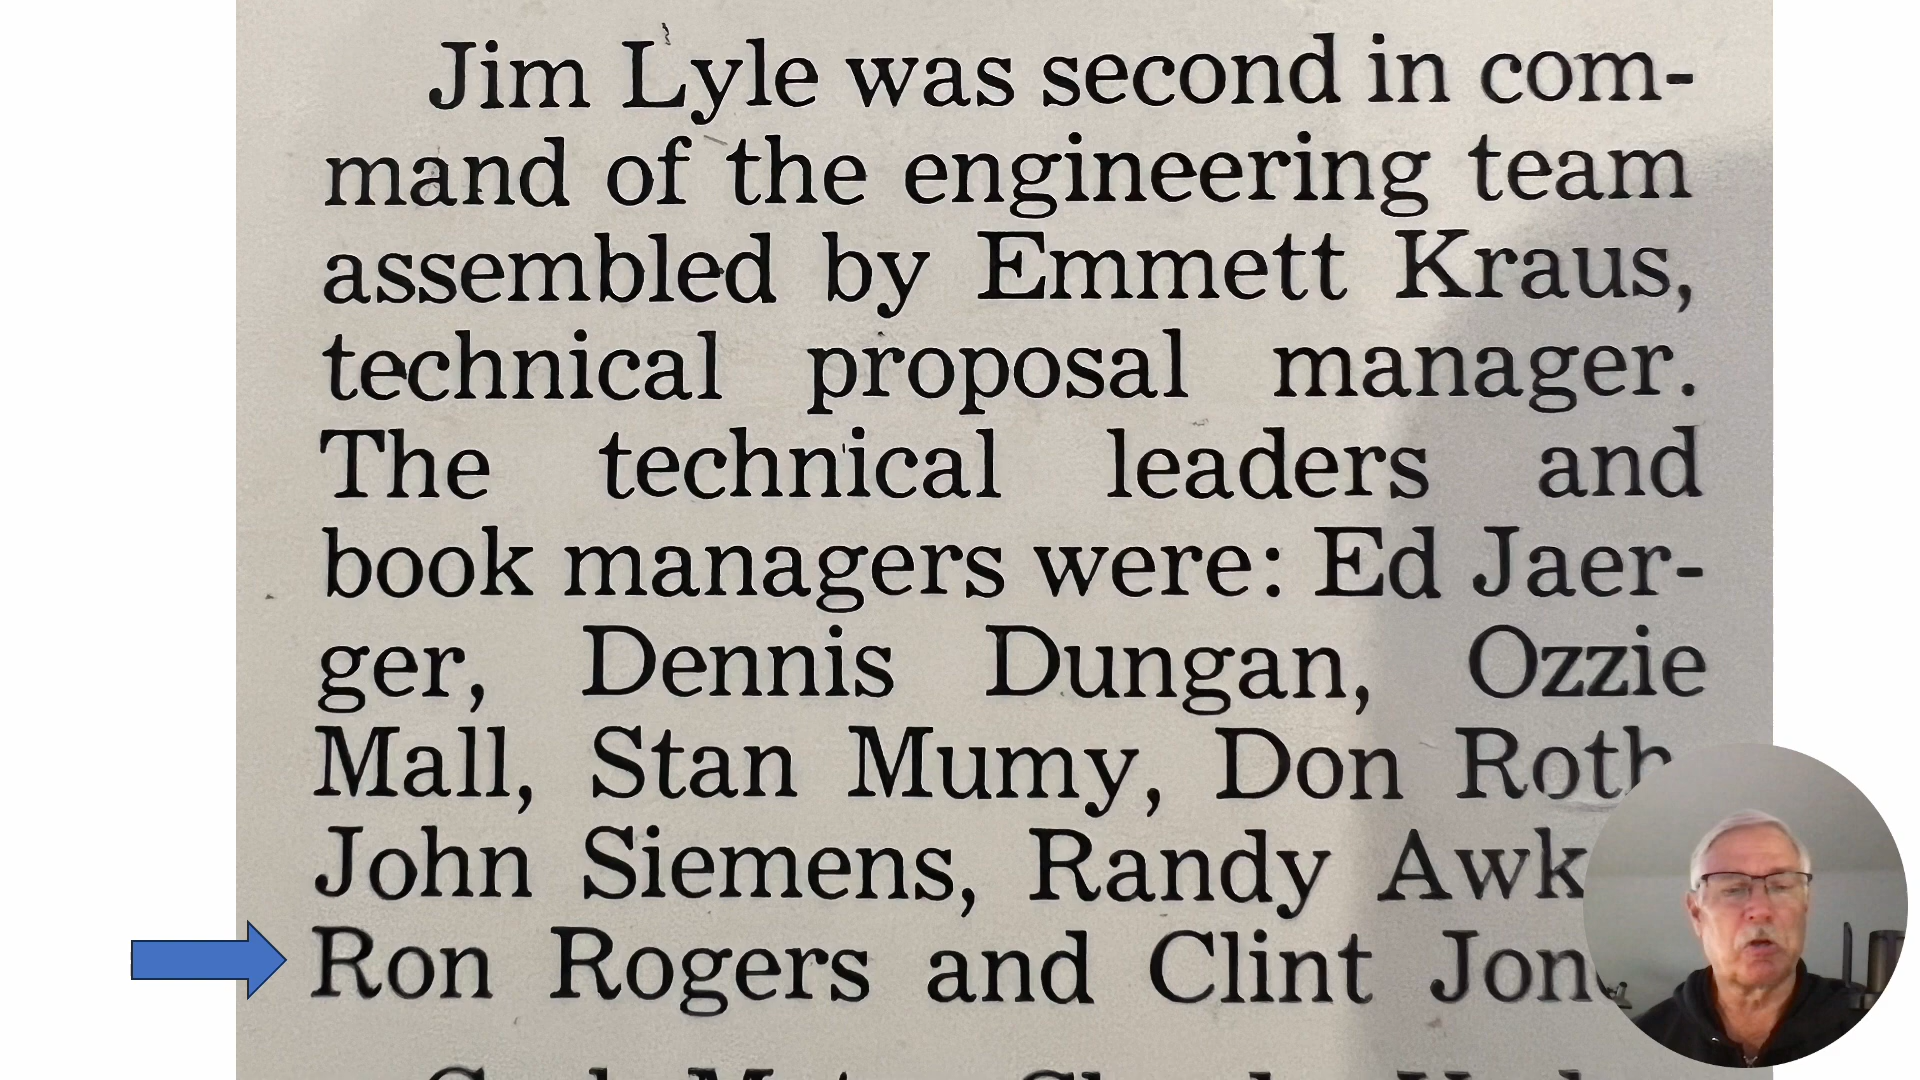 Jim Lyle was second in com-
mand of the engineering team
assembled by Emmett Kraus,
technical proposal manager.
The technical leaders and
book managers were: Ed Jaer-
ger, Dennis Dungan, Ozzie
Mall, Stan Mumy, Don Roth
John Siemens, Randy
Ron Rogers and Clint